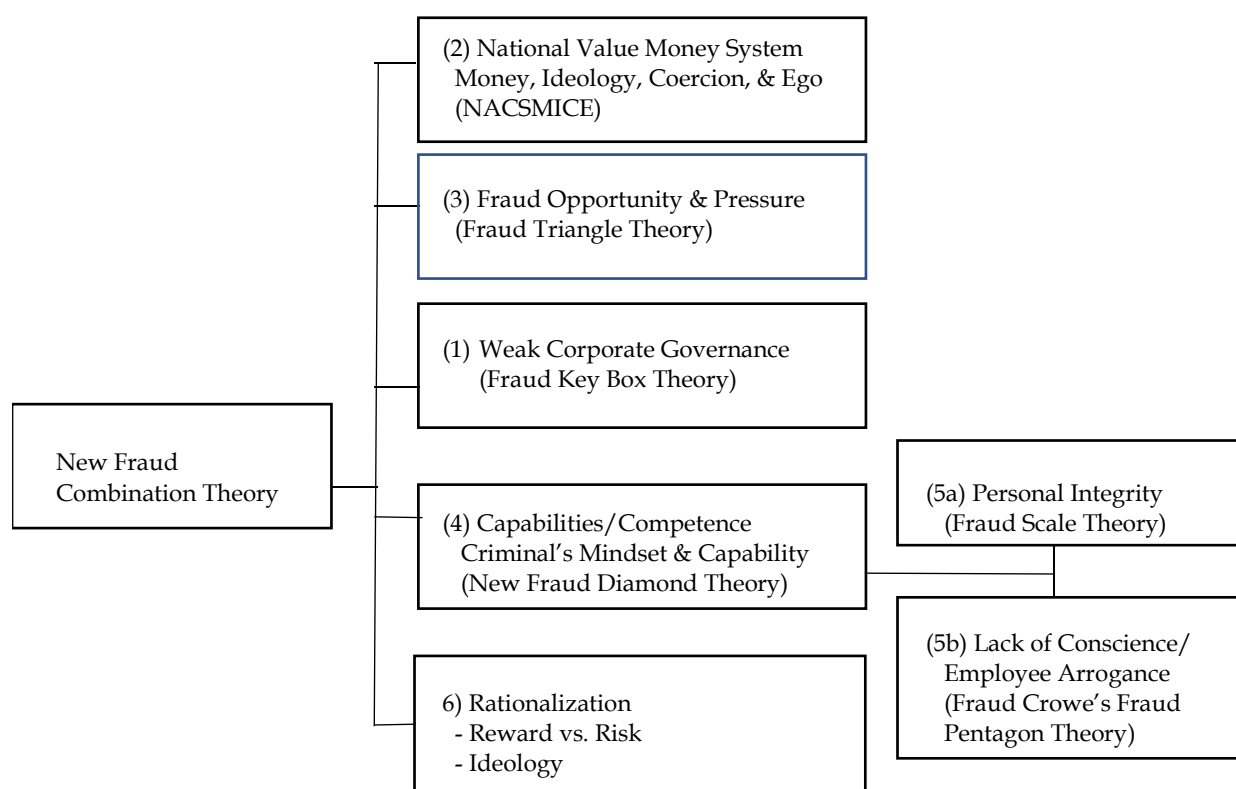 (2) National Value Money System
Money, Ideology, Coercion, & Ego
(NACSMICE)
(3) Fraud Opportunity & Pressure
(Fraud Triangle Theory)
(1) Weak Corporate Governance
(Fraud Key Box Theory)
New Fraud
Combination Theory
(4) Capabilities/Competence
Criminal’s Mindset & Capability
(New Fraud Diamond Theory)
(5a) Personal Integrity
(Fraud Scale Theory)
(5b) Lack of Conscience/
Employee Arrogance
(Fraud Crowe’s Fraud
Pentagon Theory)
6) Rationalization
- Reward vs. Risk
- Ideology